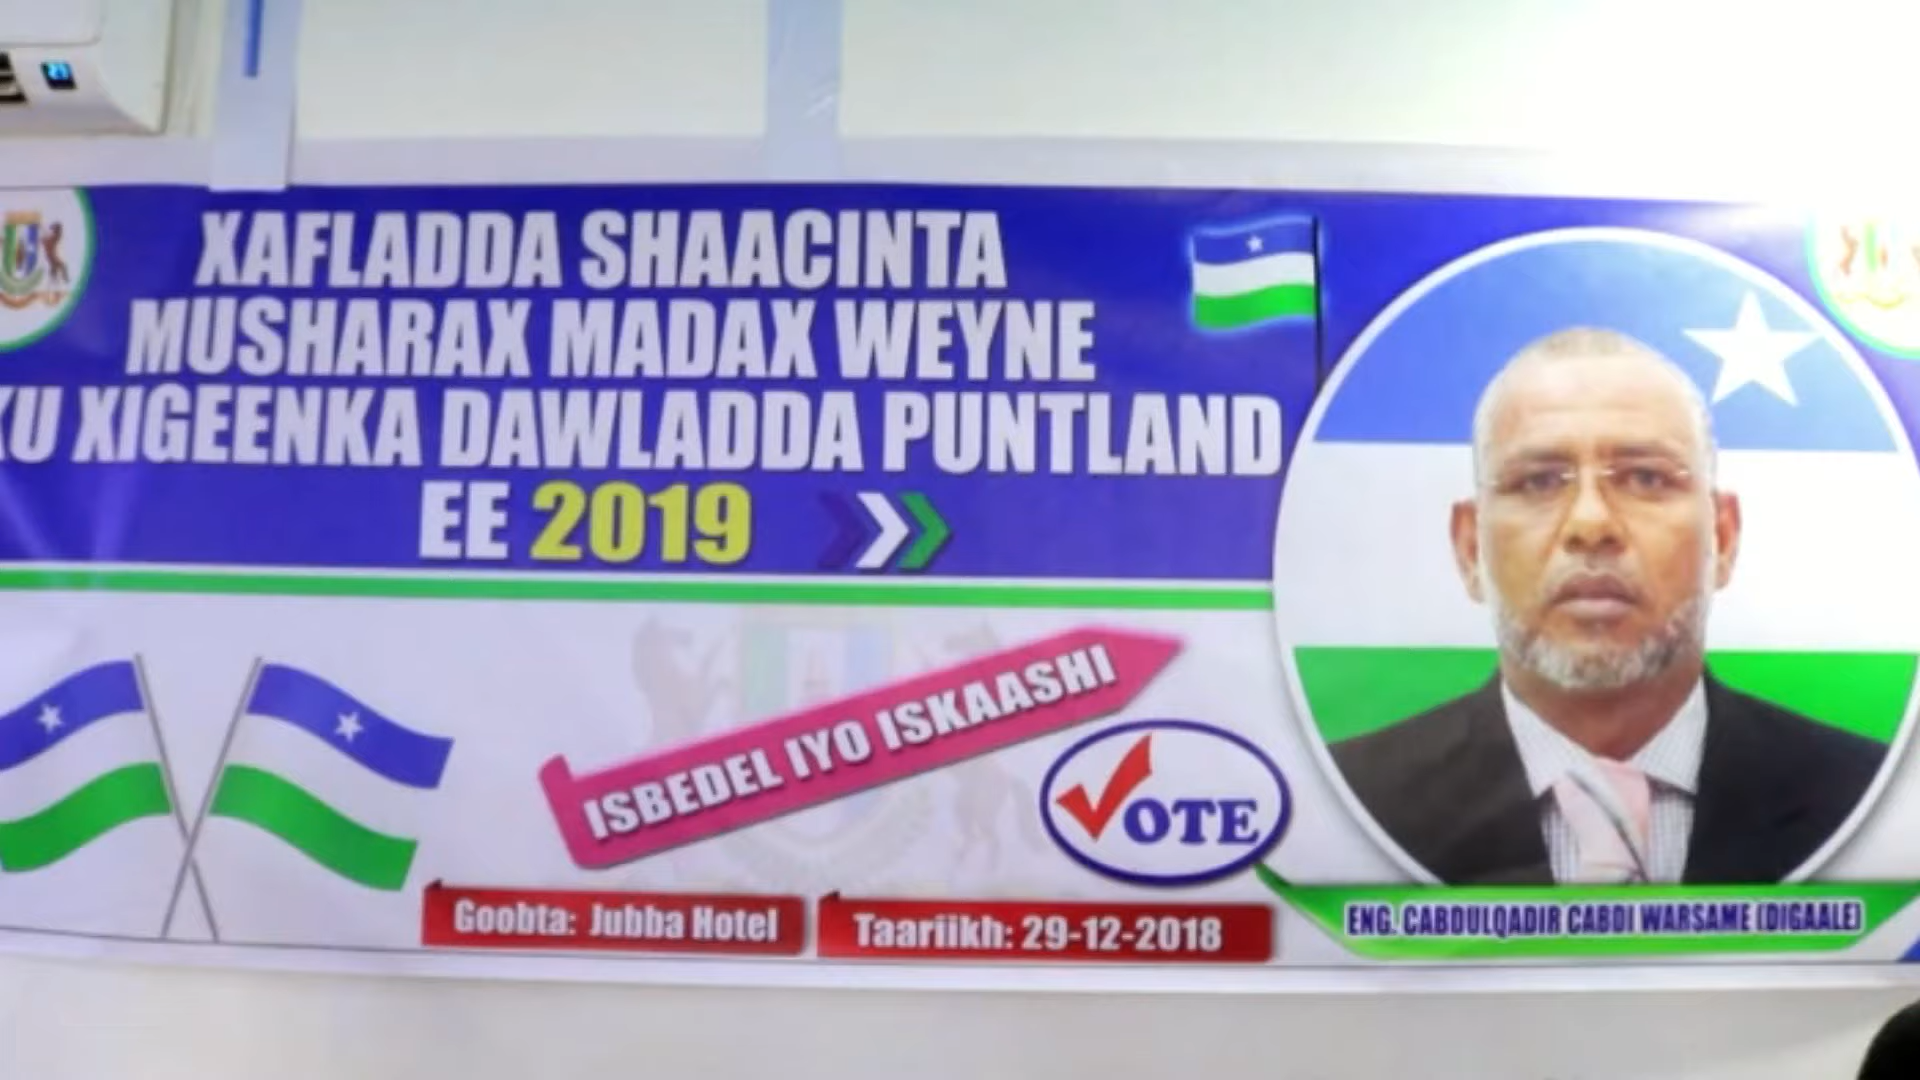 XAFLADDA SHAACINTA
MUSHARAX MADAX WEYNE
KU XIGEENKA DAWLADDA PUNTLAND
EE 2019
ISBEDEL IYO ISKAASHI
VOTE
Goobta: Jubba Hotel
Taariikh: 29-12-2018
ENG. CABDULQADIR CABDI WARSAME (DIGAALE)